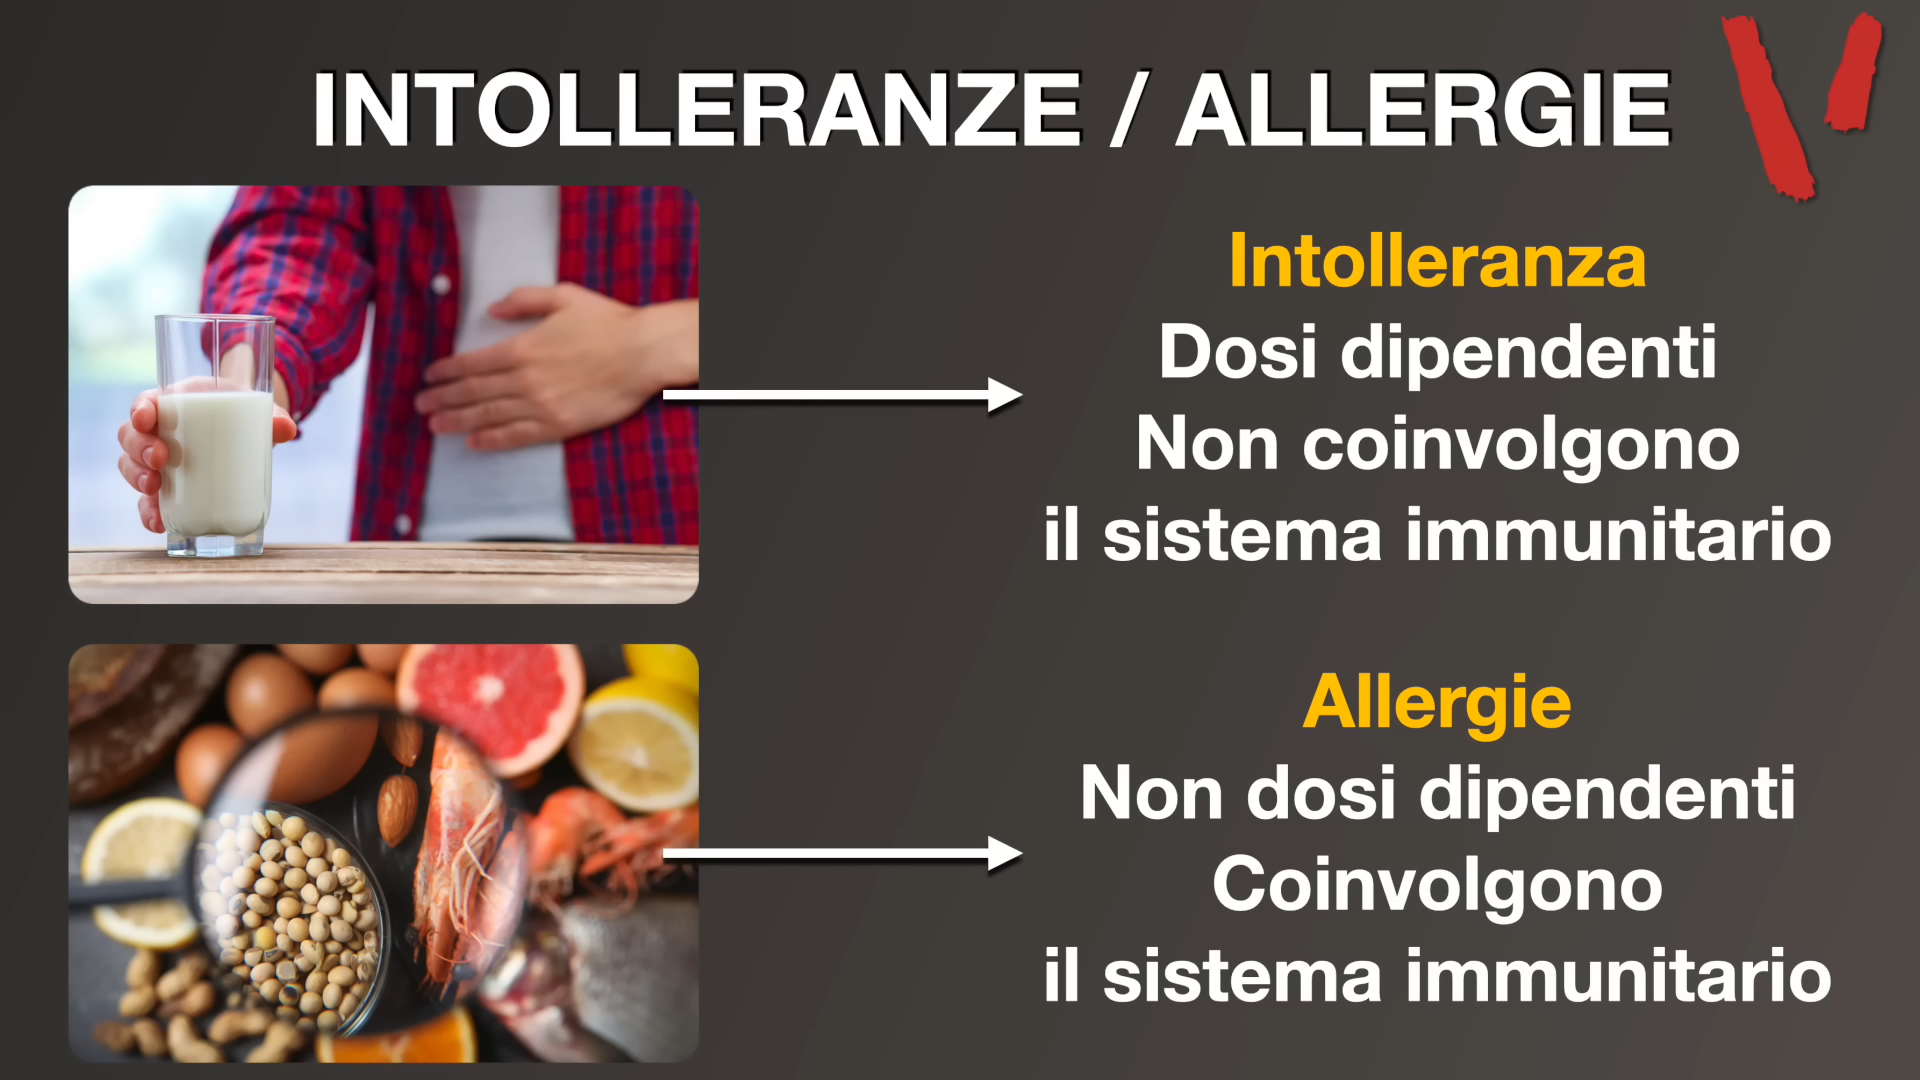 INTOLLERANZE / ALLERGIE
Intolleranza
Dosi dipendenti
Non coinvolgono
il sistema immunitario
Allergie
Non dosi dipendenti
Coinvolgono
il sistema immunitario